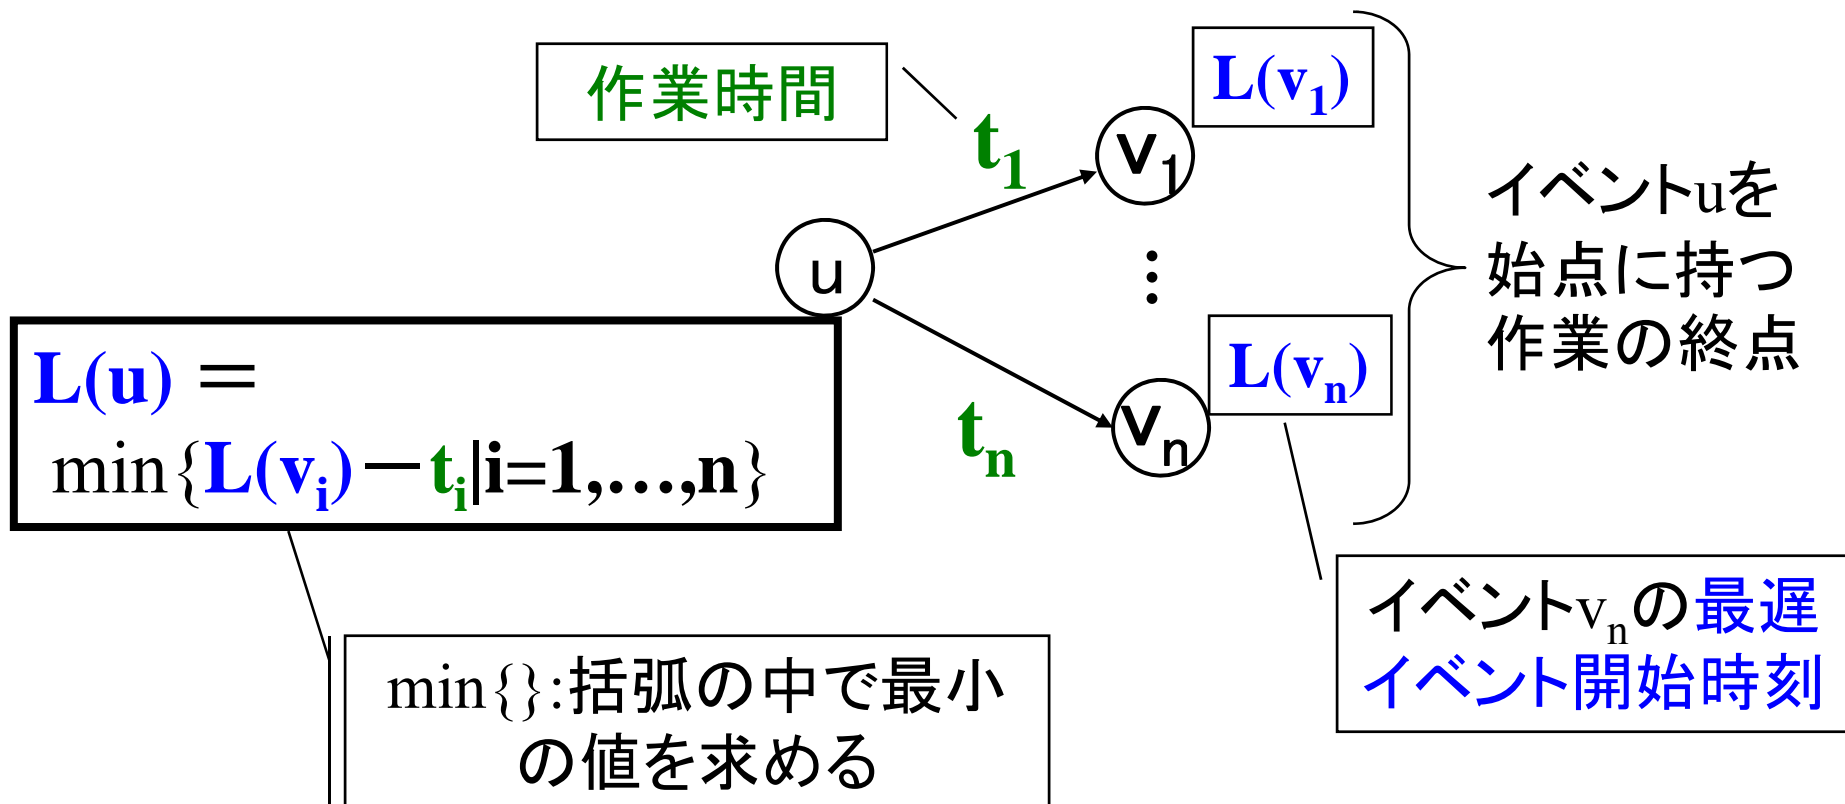 作業時間
t1
L(v1)
v1
u
⋮
イベントuを
始点に持つ
作業の終点
L(u) =
min{L(vi)-ti|i=1,…,n}
tn
L(vn)
vn
イベントvnの最遅
イベント開始時刻
min{}:括弧の中で最小
の値を求める